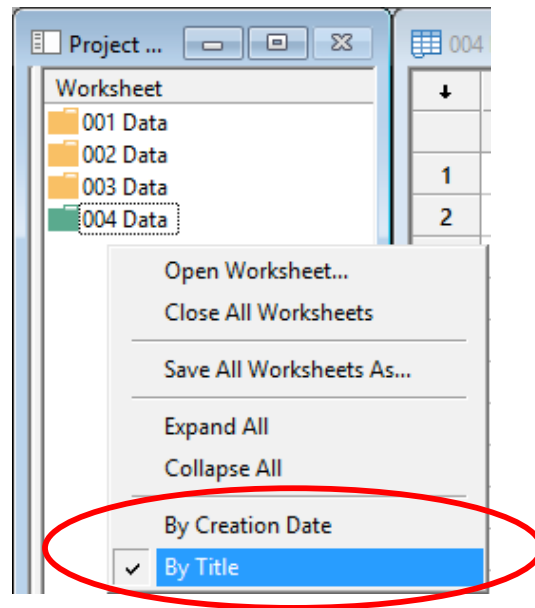 Project ...
004
Worksheet
001 Data
002 Data
003 Data
004 Data
1
2
Open Worksheet...
Close All Worksheets
Save All Worksheets As...
Expand All
Collapse All
By Creation Date
By Title